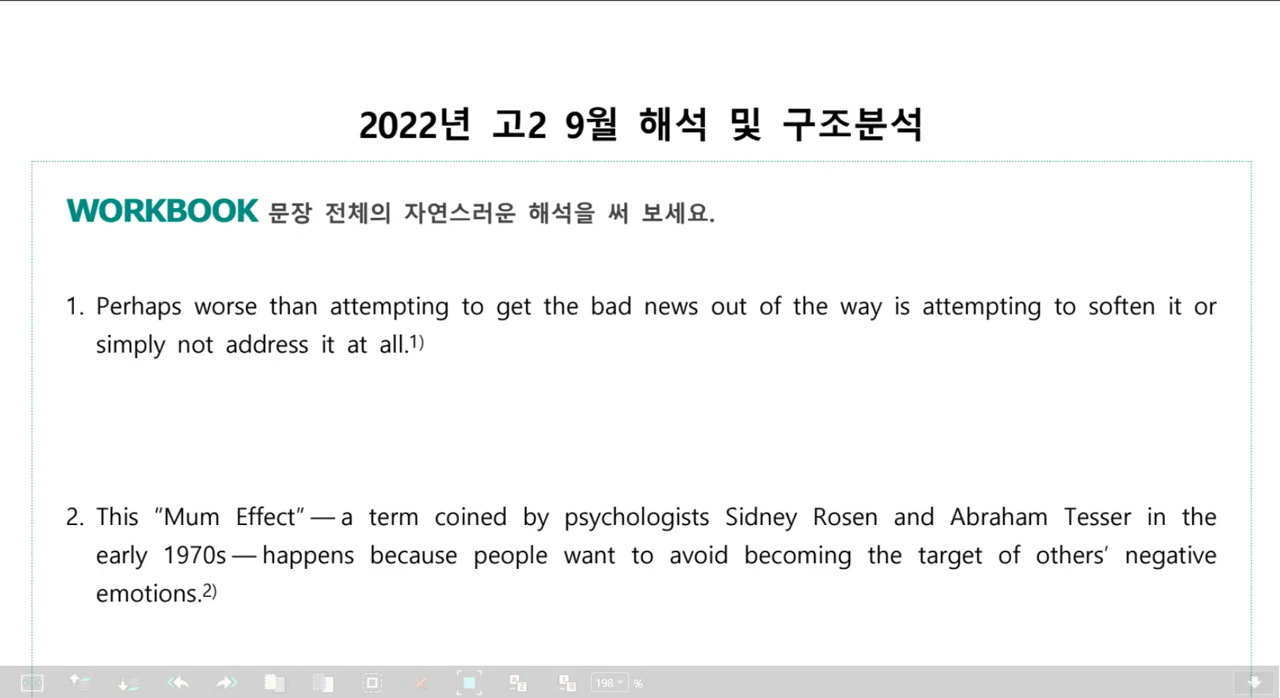 2022년 고2 9월 해석 및 구조분석
WORKBOOK 문장 전체의 자연스러운 해석을 써 보세요.
1. Perhaps worse than attempting to get the bad news out of the way is attempting to soften it or
simply not address it at all.1)
2. This “Mum Effect” — a term coined by psychologists Sidney Rosen and Abraham Tesser in the
early 1970s — happens because people want to avoid becoming the target of others’ negative
emotions.2)
198 %